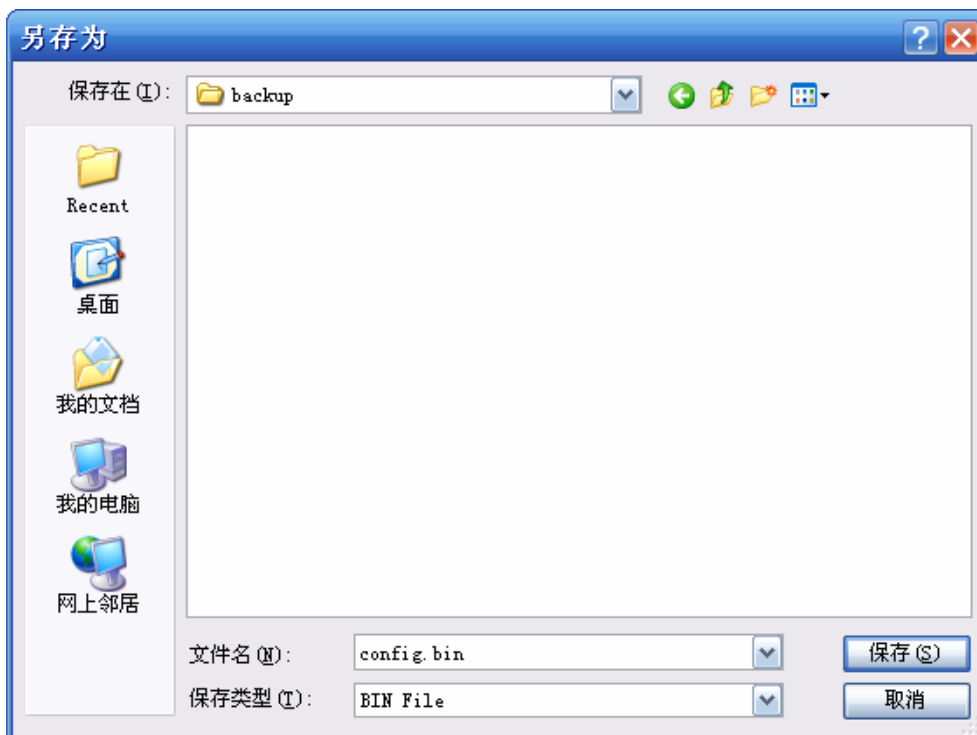 另存为
保存在(I):
backup
Recent
桌面
我的文档
我的电脑
网上邻居
文件名(N):
config.bin
保存(S)
保存类型(T):
BIN File
取消